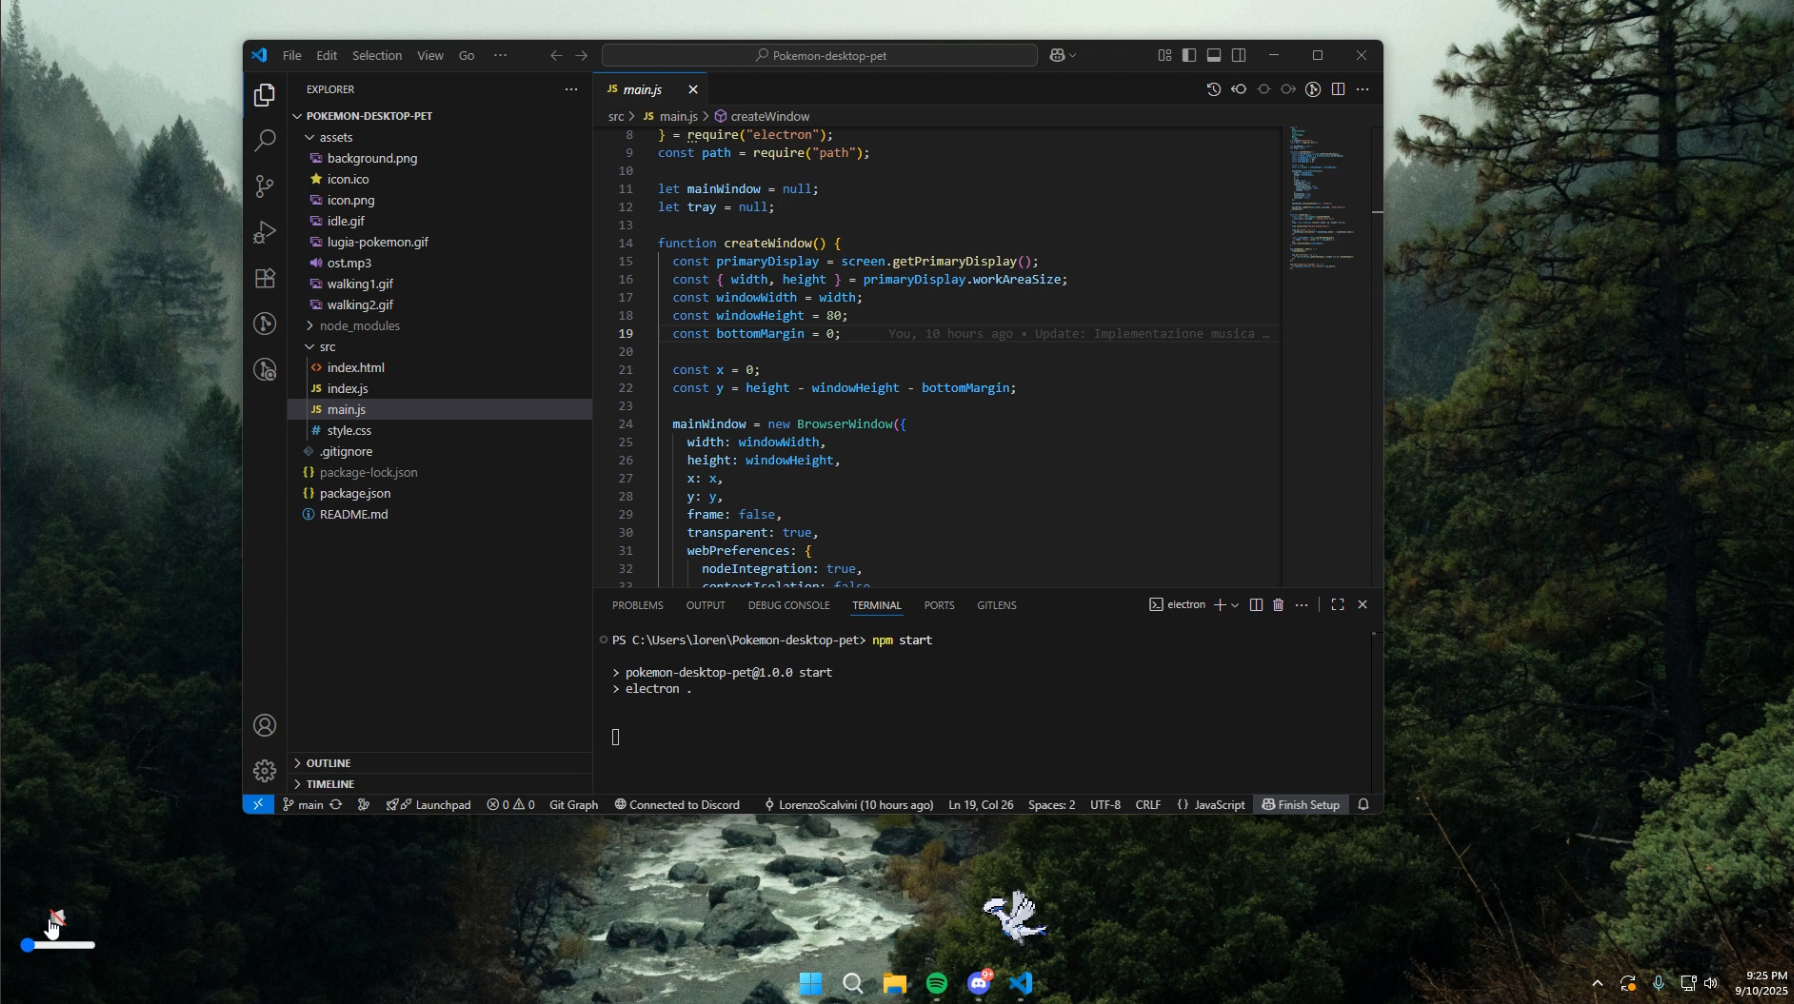 File Edit Selection View Go ···
Pokemon-desktop-pet
EXPLORER
POKEMON-DESKTOP-PET
assets
background.png
icon.ico
icon.png
idle.gif
lugia-pokemon.gif
ost.mp3
walking1.gif
walking2.gif
node_modules
src
index.html
JS index.js
JS main.js
# style.css
.gitignore
{} package-lock.json
{} package.json
README.md
OUTLINE
TIMELINE
JS main.js
src > JS main.js > createWindow
8 } = require("electron");
9 const path = require("path");
10
11 let mainWindow = null;
12 let tray = null;
13
14 function createWindow() {
15 const primaryDisplay = screen.getPrimaryDisplay();
16 const { width, height } = primaryDisplay.workAreaSize;
17 const windowWidth = width;
18 const windowHeight = 80;
19 const bottomMargin = 0; You, 10 hours ago • Update: Implementazione musica …
20
21 const x = 0;
22 const y = height - windowHeight - bottomMargin;
23
24 mainWindow = new BrowserWindow({
25 width: windowWidth,
26 height: windowHeight,
27 x: x,
28 y: y,
29 frame: false,
30 transparent: true,
31 webPreferences: {
32 nodeIntegration: true,
33 contextIsolation: false
PROBLEMS OUTPUT DEBUG CONSOLE TERMINAL PORTS GITLENS
electron
PS C:\Users\loren\Pokemon-desktop-pet> npm start
> pokemon-desktop-pet@1.0.0 start
> electron .
main Launchpad 0 0 Git Graph Connected to Discord LorenzoScalvini (10 hours ago) Ln 19, Col 26 Spaces: 2 UTF-8 CRLF {} JavaScript Finish Setup
9+
9:25 PM
9/10/2025